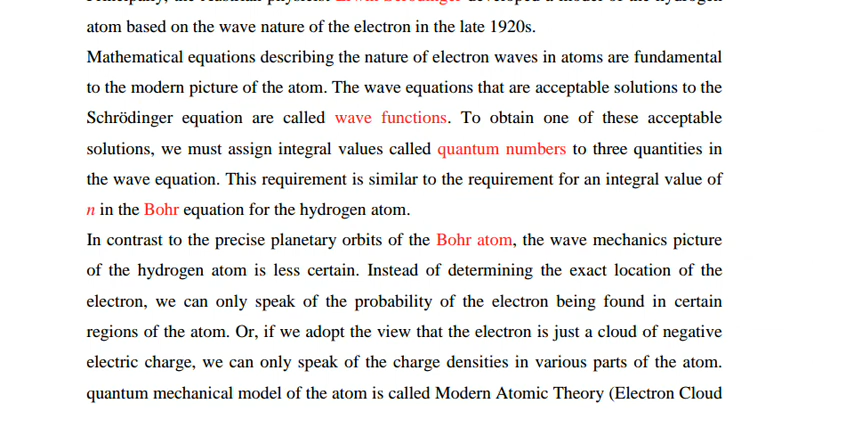 atom based on the wave nature of the electron in the late 1920s.
Mathematical equations describing the nature of electron waves in atoms are fundamental
to the modern picture of the atom. The wave equations that are acceptable solutions to the
Schrödinger equation are called wave functions. To obtain one of these acceptable
solutions, we must assign integral values called quantum numbers to three quantities in
the wave equation. This requirement is similar to the requirement for an integral value of
n in the Bohr equation for the hydrogen atom.
In contrast to the precise planetary orbits of the Bohr atom, the wave mechanics picture
of the hydrogen atom is less certain. Instead of determining the exact location of the
electron, we can only speak of the probability of the electron being found in certain
regions of the atom. Or, if we adopt the view that the electron is just a cloud of negative
electric charge, we can only speak of the charge densities in various parts of the atom.
quantum mechanical model of the atom is called Modern Atomic Theory (Electron Cloud